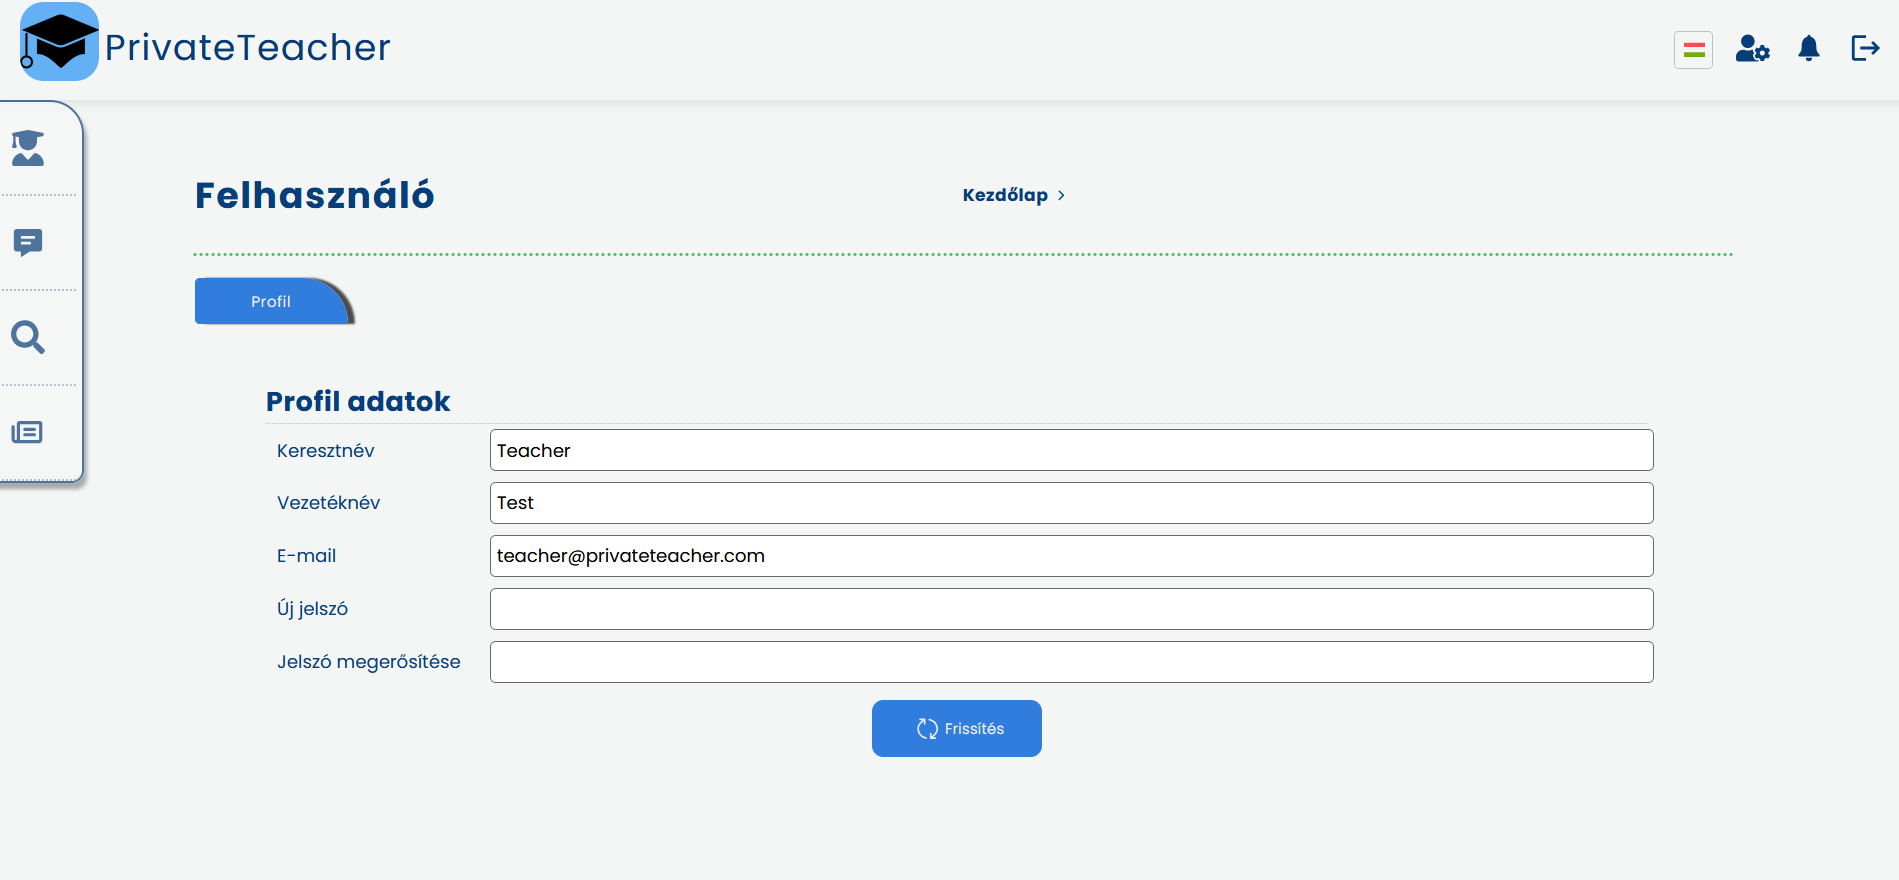 PrivateTeacher
Felhasználó
Kezdőlap
Profil
Profil adatok
Keresztnév Teacher
Vezetéknév Test
E-mail teacher@privateteacher.com
Új jelszó
Jelszó megerősítése
Frissítés